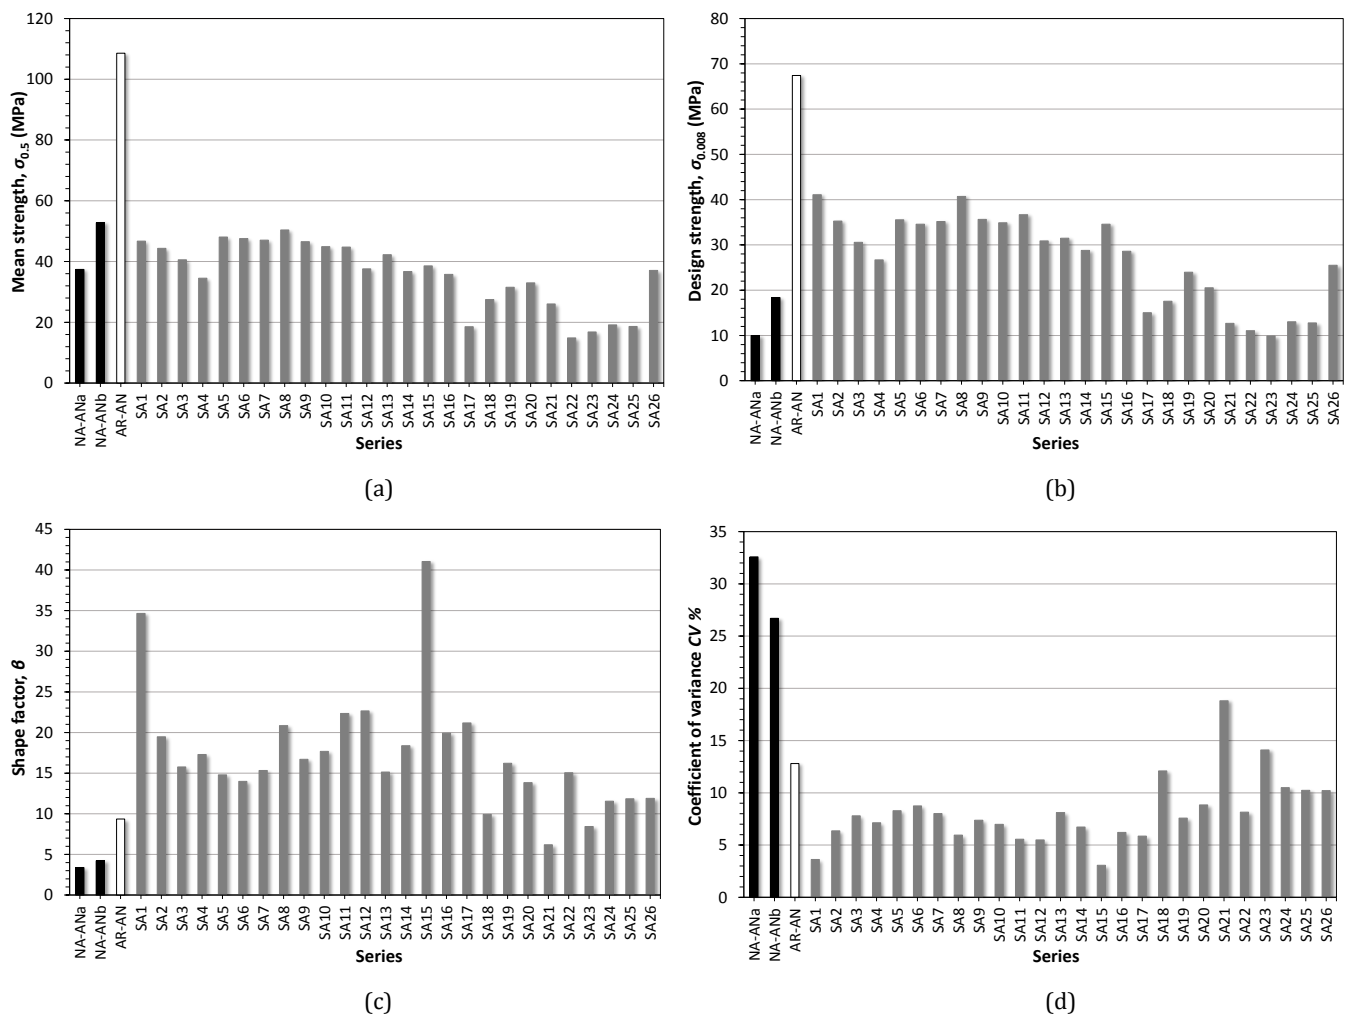 Mean strength, σ0.5 (MPa)
120
100
80
60
40
20
0
NA-ANa NA-ANb AR-AN SA1 SA2 SA3 SA4 SA5 SA6 SA7 SA8 SA9 SA10 SA11 SA12 SA13 SA14 SA15 SA16 SA17 SA18 SA19 SA20 SA21 SA22 SA23 SA24 SA25 SA26
Series
(a)
Design strength, σ0.008 (MPa)
80
70
60
50
40
30
20
10
0
NA-ANa NA-ANb AR-AN SA1 SA2 SA3 SA4 SA5 SA6 SA7 SA8 SA9 SA10 SA11 SA12 SA13 SA14 SA15 SA16 SA17 SA18 SA19 SA20 SA21 SA22 SA23 SA24 SA25 SA26
Series
(b)
Shape factor, β
45
40
35
30
25
20
15
10
5
0
NA-ANa NA-ANb AR-AN SA1 SA2 SA3 SA4 SA5 SA6 SA7 SA8 SA9 SA10 SA11 SA12 SA13 SA14 SA15 SA16 SA17 SA18 SA19 SA20 SA21 SA22 SA23 SA24 SA25 SA26
Series
(c)
Coefficient of variance CV %
35
30
25
20
15
10
5
0
NA-ANa NA-ANb AR-AN SA1 SA2 SA3 SA4 SA5 SA6 SA7 SA8 SA9 SA10 SA11 SA12 SA13 SA14 SA15 SA16 SA17 SA18 SA19 SA20 SA21 SA22 SA23 SA24 SA25 SA26
Series
(d)